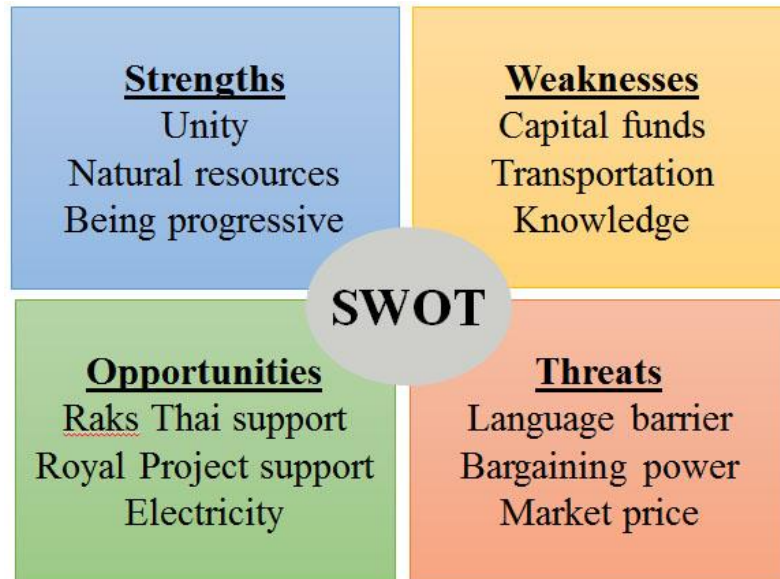 Strengths
Unity
Natural resources
Being progressive
Weaknesses
Capital funds
Transportation
Knowledge
SWOT
Opportunities
Raks Thai support
Royal Project support
Electricity
Threats
Language barrier
Bargaining power
Market price